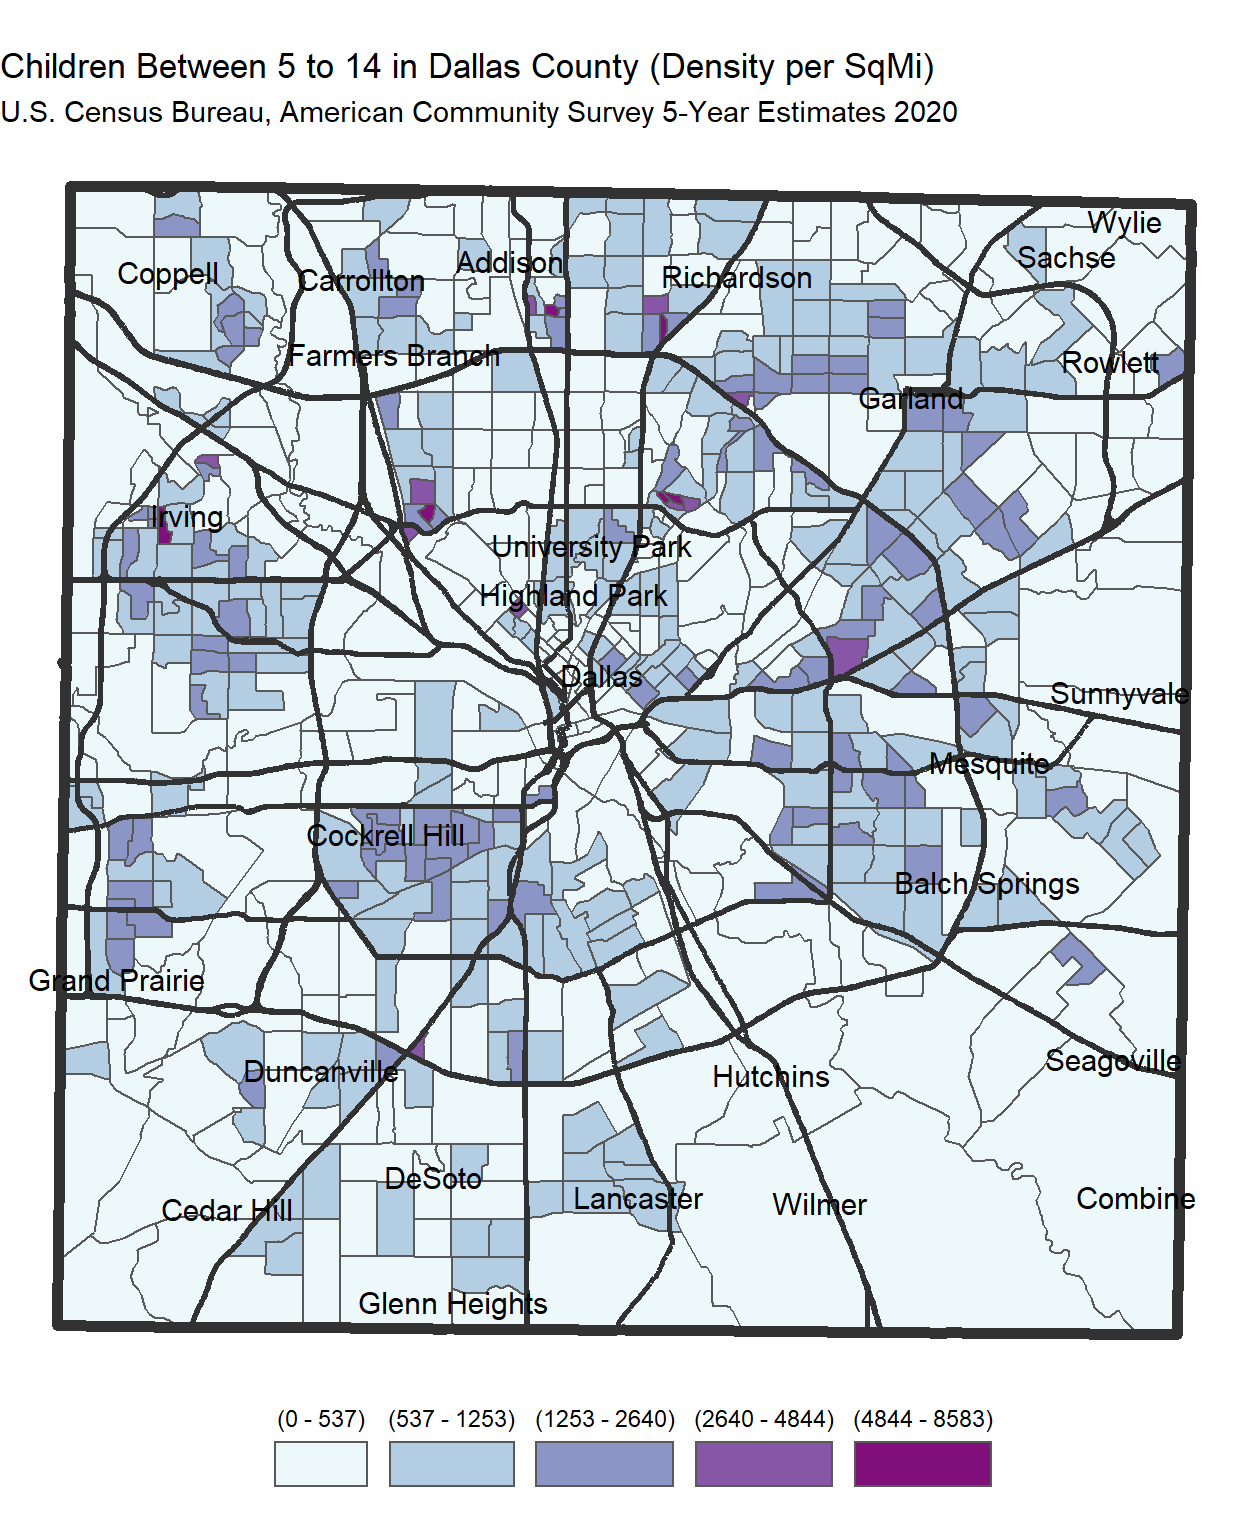 Children Between 5 to 14 in Dallas County (Density per SqMi)
U.S. Census Bureau, American Community Survey 5-Year Estimates 2020
Wylie
Sachse
Coppell
Carrollton
Addison
Richardson
Farmers Branch
Rowlett
Garland
Irving
University Park
Highland Park
Dallas
Sunnyvale
Mesquite
Cockrell Hill
Balch Springs
Grand Prairie
Seagoville
Duncanville
Hutchins
DeSoto
Lancaster
Wilmer
Combine
Cedar Hill
Glenn Heights
(0 - 537) (537 - 1253) (1253 - 2640) (2640 - 4844) (4844 - 8583)